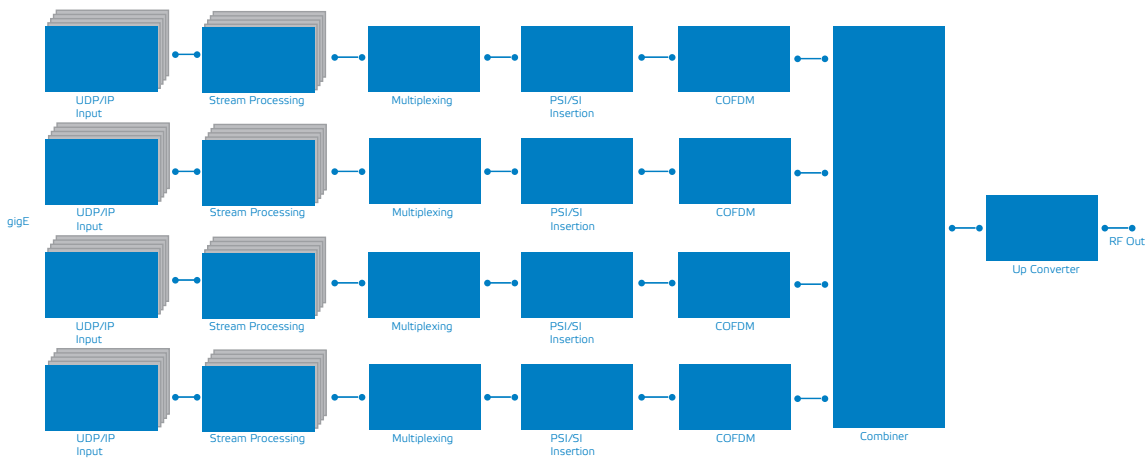 UDP/IP
Input
Stream Processing
Multiplexing
PSI/SI
Insertion
COFDM
UDP/IP
Input
Stream Processing
Multiplexing
PSI/SI
Insertion
COFDM
gigE
UDP/IP
Input
Stream Processing
Multiplexing
PSI/SI
Insertion
COFDM
UDP/IP
Input
Stream Processing
Multiplexing
PSI/SI
Insertion
COFDM
Combiner
Up Converter
RF Out